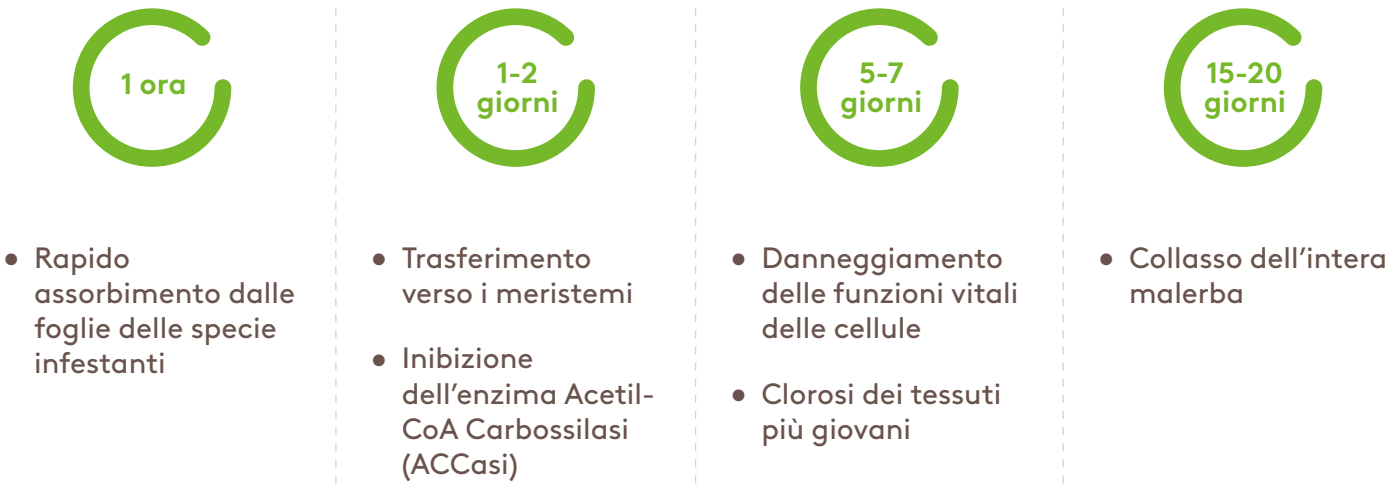 1 ora
• Rapido
assorbimento dalle
foglie delle specie
infestanti
1-2
giorni
• Trasferimento
verso i meristemi
• Inibizione
dell’enzima Acetil-
CoA Carbossilasi
(ACCasi)
5-7
giorni
• Danneggiamento
delle funzioni vitali
delle cellule
• Clorosi dei tessuti
più giovani
15-20
giorni
• Collasso dell’intera
malerba